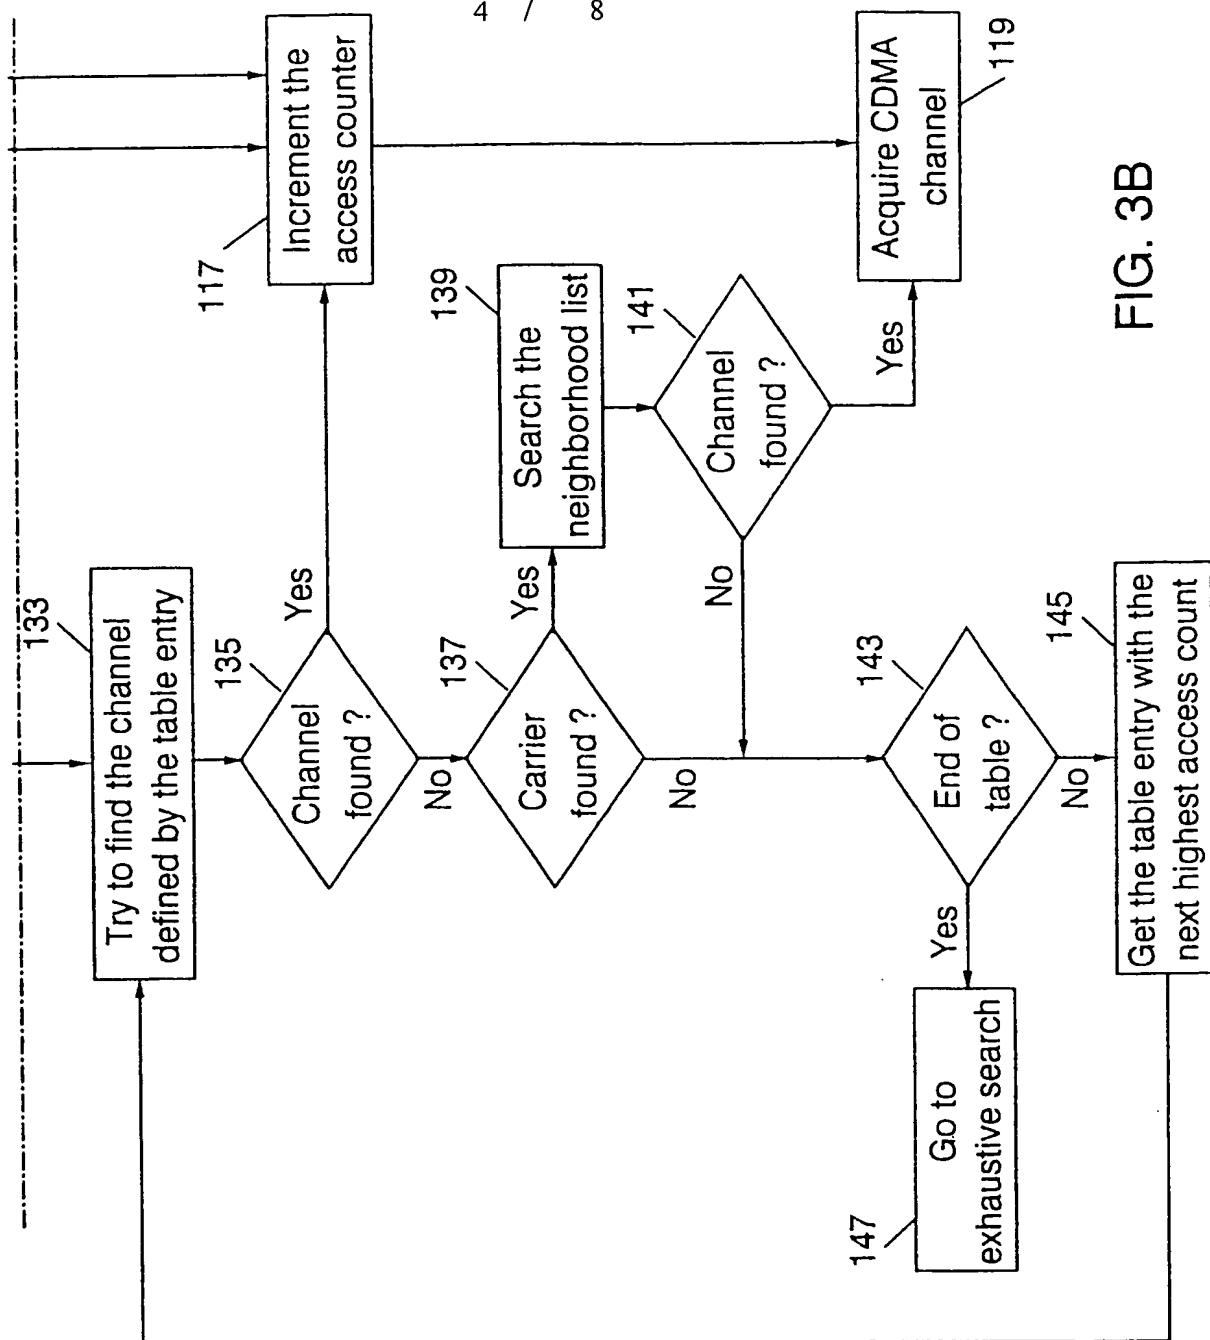 4 / 8
133
Try to find the channel
defined by the table entry
135
Channel
found ?
Yes
No
117
Increment the
access counter
137
Carrier
found ?
Yes
No
139
Search the
neighborhood list
141
Channel
found ?
No
Yes
Acquire CDMA
channel
119
143
End of
table ?
Yes
No
147
Go to
exhaustive search
145
Get the table entry with the
next highest access count
FIG. 3B